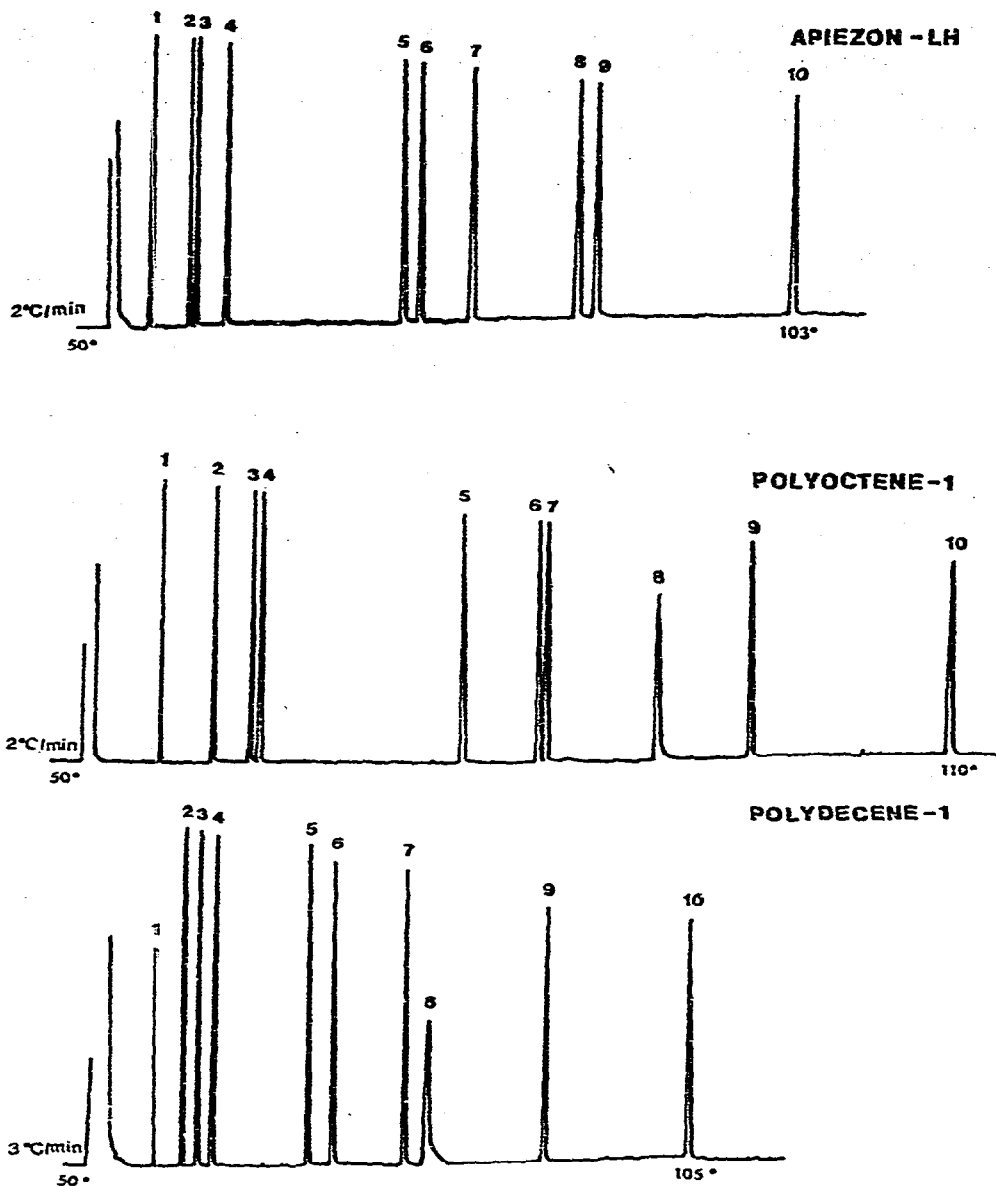 APIEZON-LH
1 2 3 4 5 6 7 8 9 10
2°C/min
50° 103°
POLYOCTENE-1
1 2 3 4 5 6 7 8 9 10
2°C/min
50° 110°
POLYDECENE-1
1 2 3 4 5 6 7 8 9 10
3°C/min
50° 105°